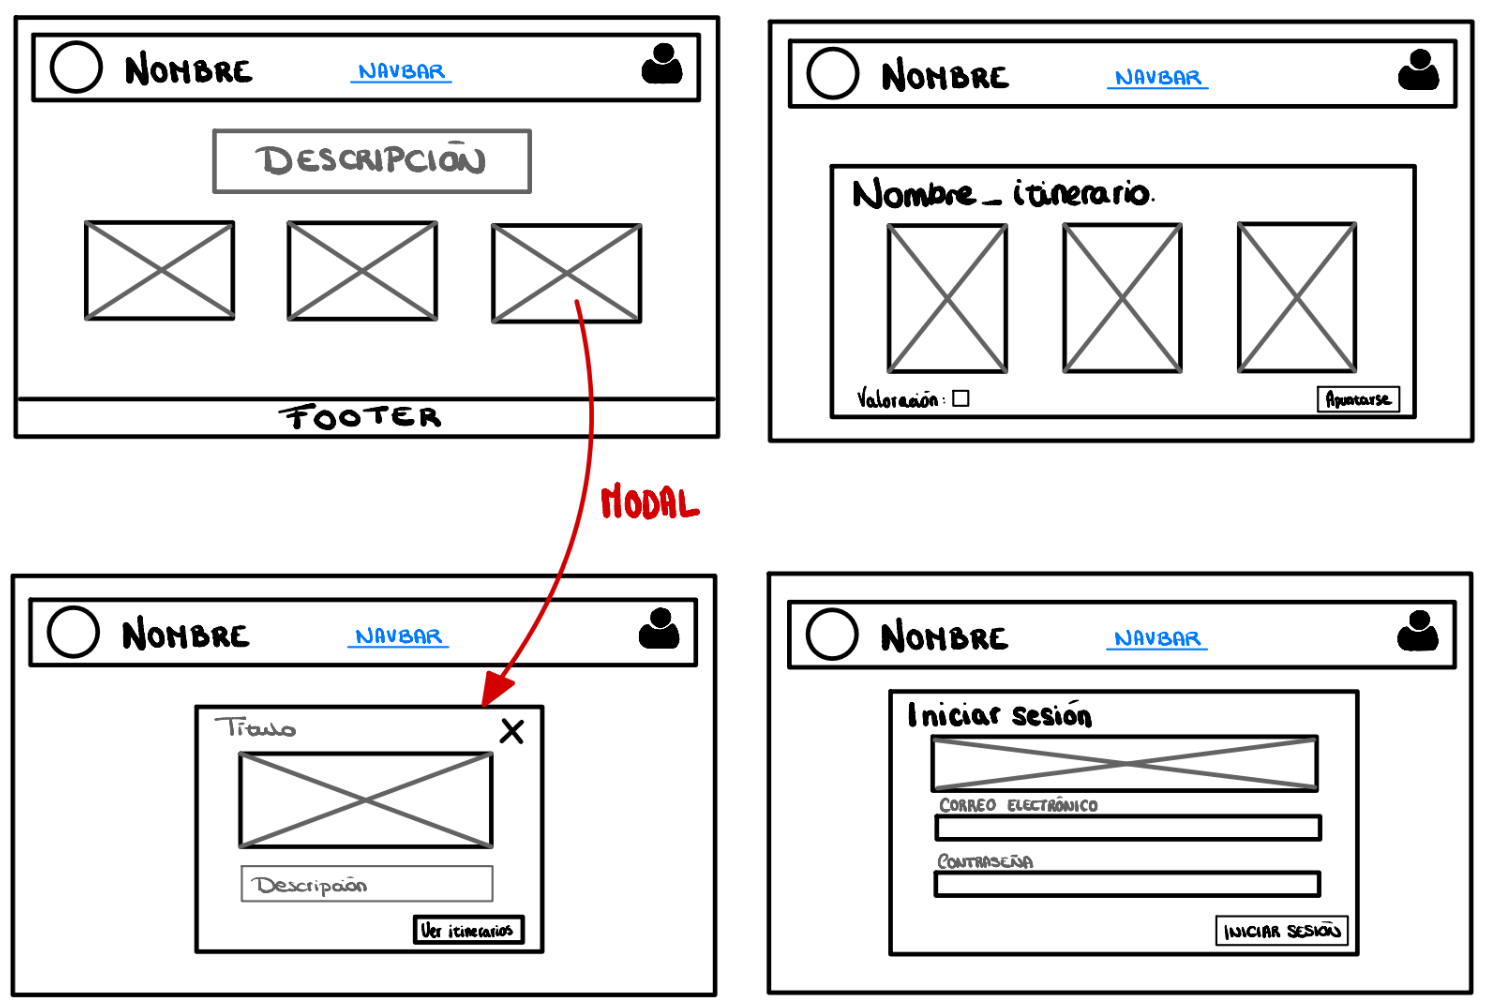 NOMBRE NAVBAR
DESCRIPCIÓN
FOOTER
NOMBRE NAVBAR
Nombre_itinerario.
Valoración:
Apuntarse
MODAL
NOMBRE NAVBAR
Título X
Descripción
Ver itinerarios
NOMBRE NAVBAR
Iniciar sesión
CORREO ELECTRÓNICO
CONTRASEÑA
INICIAR SESIÓN